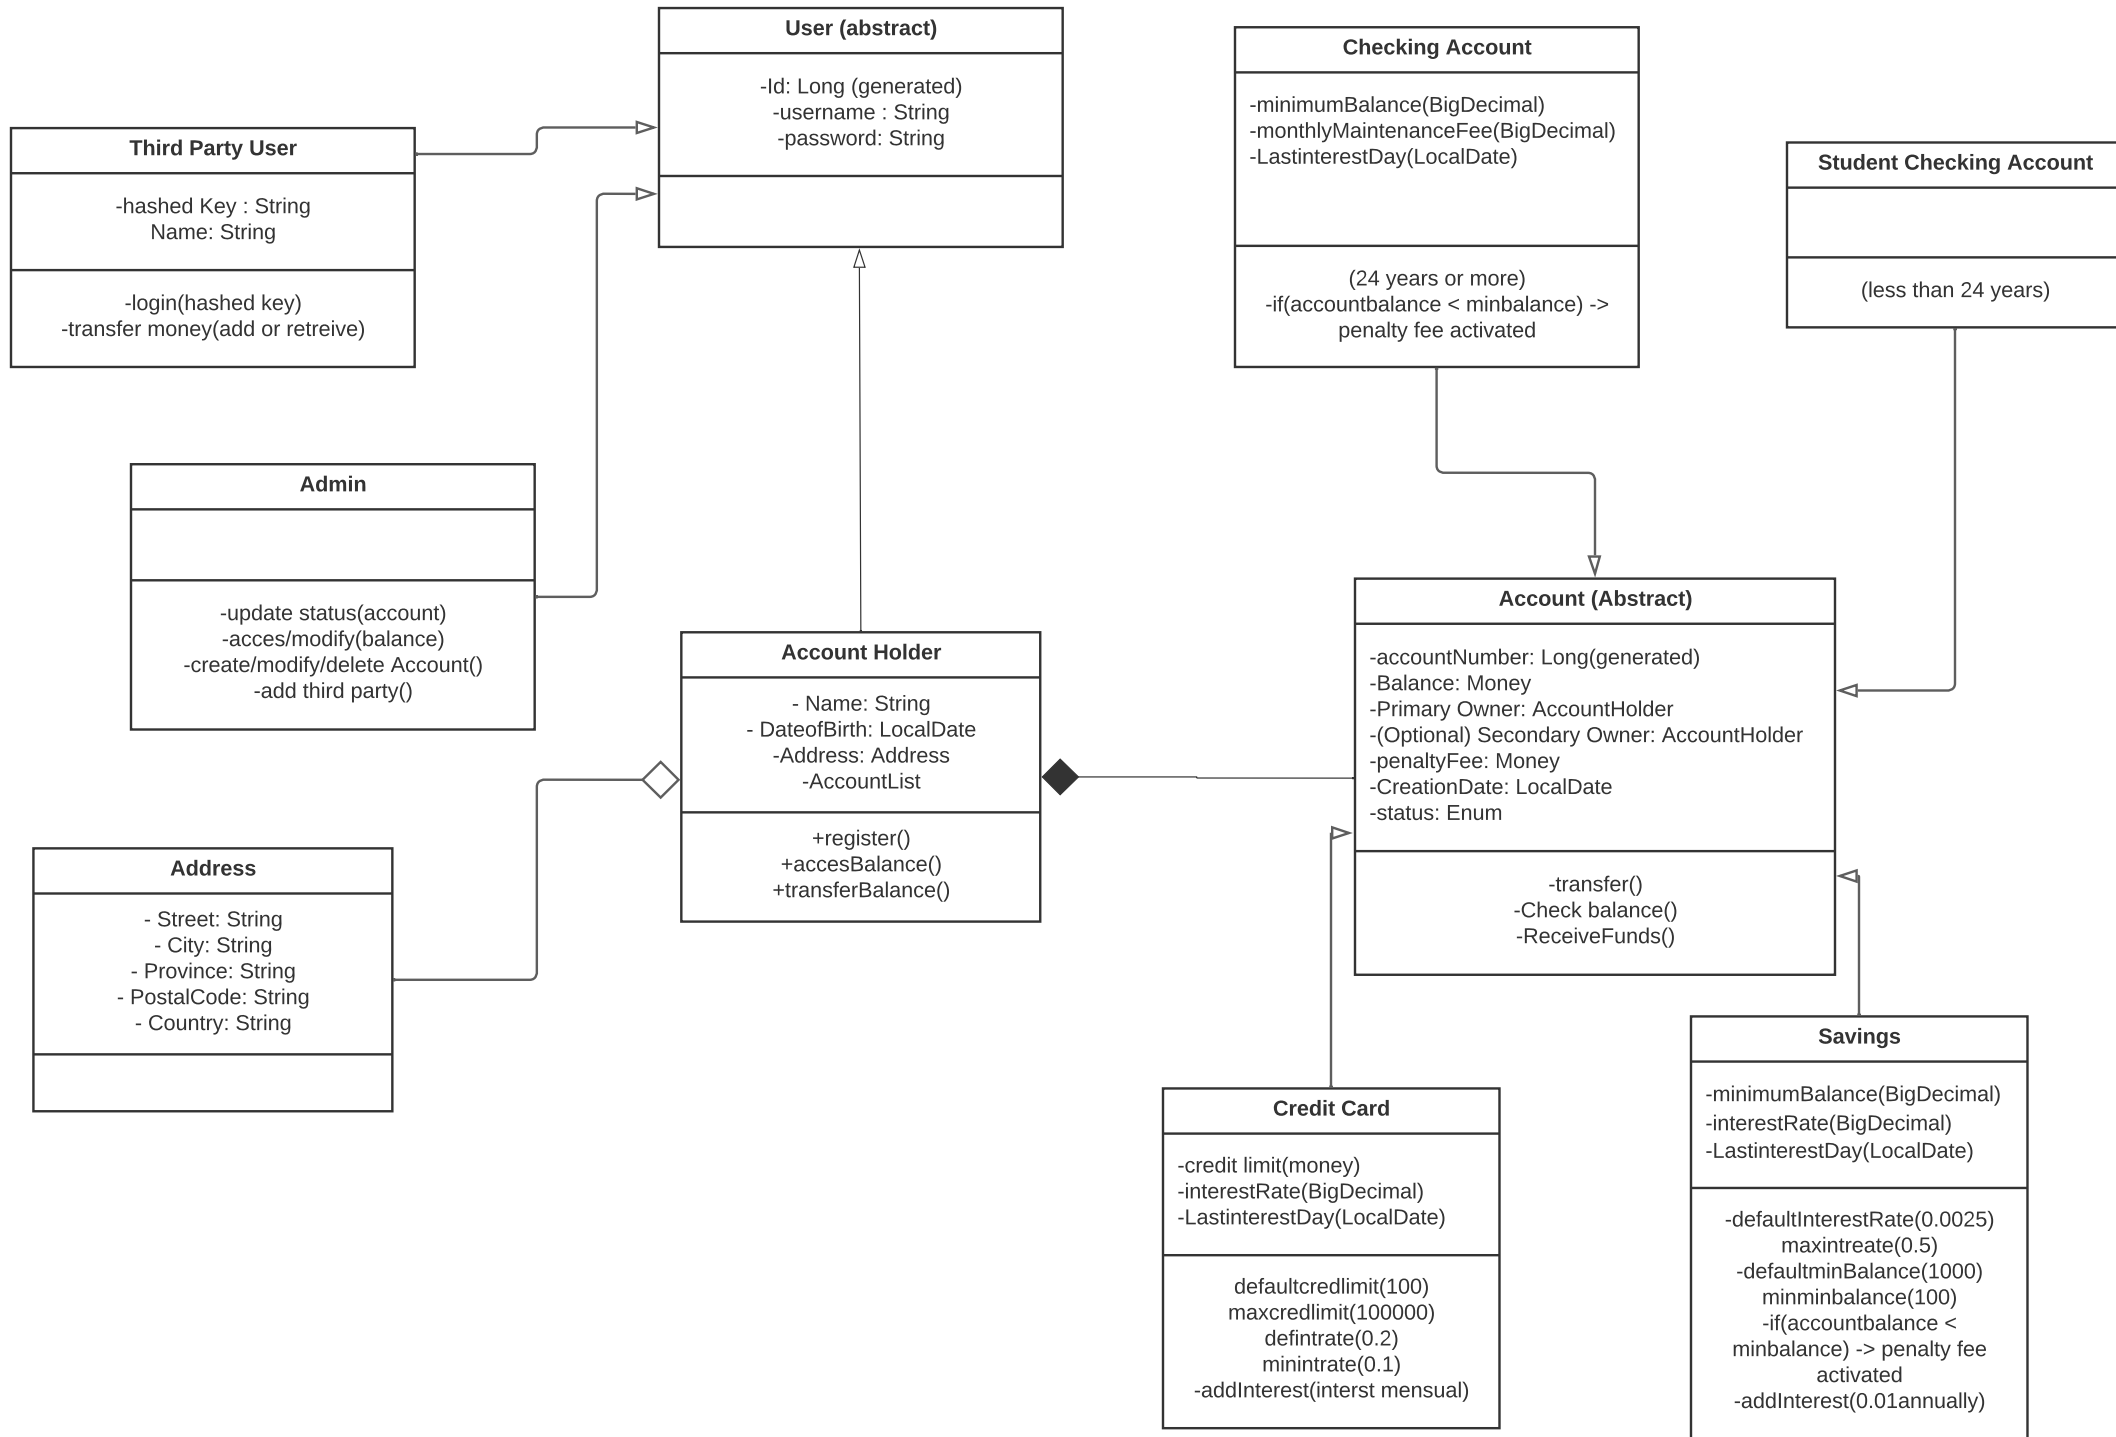 User (abstract)
-Id: Long (generated)
-username : String
-password: String
Checking Account
-minimumBalance(BigDecimal)
-monthlyMaintenanceFee(BigDecimal)
-LastinterestDay(LocalDate)
(24 years or more)
-if(accountbalance < minbalance) ->
penalty fee activated
Third Party User
-hashed Key : String
Name: String
-login(hashed key)
-transfer money(add or retreive)
Student Checking Account
(less than 24 years)
Admin
-update status(account)
-acces/modify(balance)
-create/modify/delete Account()
-add third party()
Account Holder
- Name: String
- DateofBirth: LocalDate
-Address: Address
-AccountList
+register()
+accesBalance()
+transferBalance()
Account (Abstract)
-accountNumber: Long(generated)
-Balance: Money
-Primary Owner: AccountHolder
-(Optional) Secondary Owner: AccountHolder
-penaltyFee: Money
-CreationDate: LocalDate
-status: Enum
-transfer()
-Check balance()
-ReceiveFunds()
Address
- Street: String
- City: String
- Province: String
- PostalCode: String
- Country: String
Credit Card
-credit limit(money)
-interestRate(BigDecimal)
-LastinterestDay(LocalDate)
defaultcredlimit(100)
maxcredlimit(100000)
defintrate(0.2)
minintrate(0.1)
-addInterest(interst mensual)
Savings
-minimumBalance(BigDecimal)
-interestRate(BigDecimal)
-LastinterestDay(LocalDate)
-defaultInterestRate(0.0025)
maxintreate(0.5)
-defaultminBalance(1000)
minminbalance(100)
-if(accountbalance <
minbalance) -> penalty fee
activated
-addInterest(0.01annually)